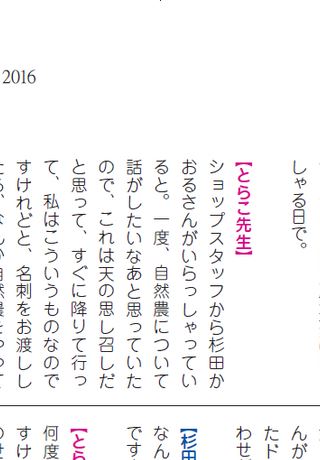 2016
しゃる日で。
【とらこ先生】
ショップスタッフから杉田か
おるさんがいらっしゃってい
ると。一度、自然農について
話がしたいなあと思っていた
ので、これは天の思し召しだ
と思って、すぐに降りて行っ
て、私はこういうものなので
すけれどと、名刺をお渡しし
んが
たド
わせ
【杉田
なん
です
【とら
何度
すけ